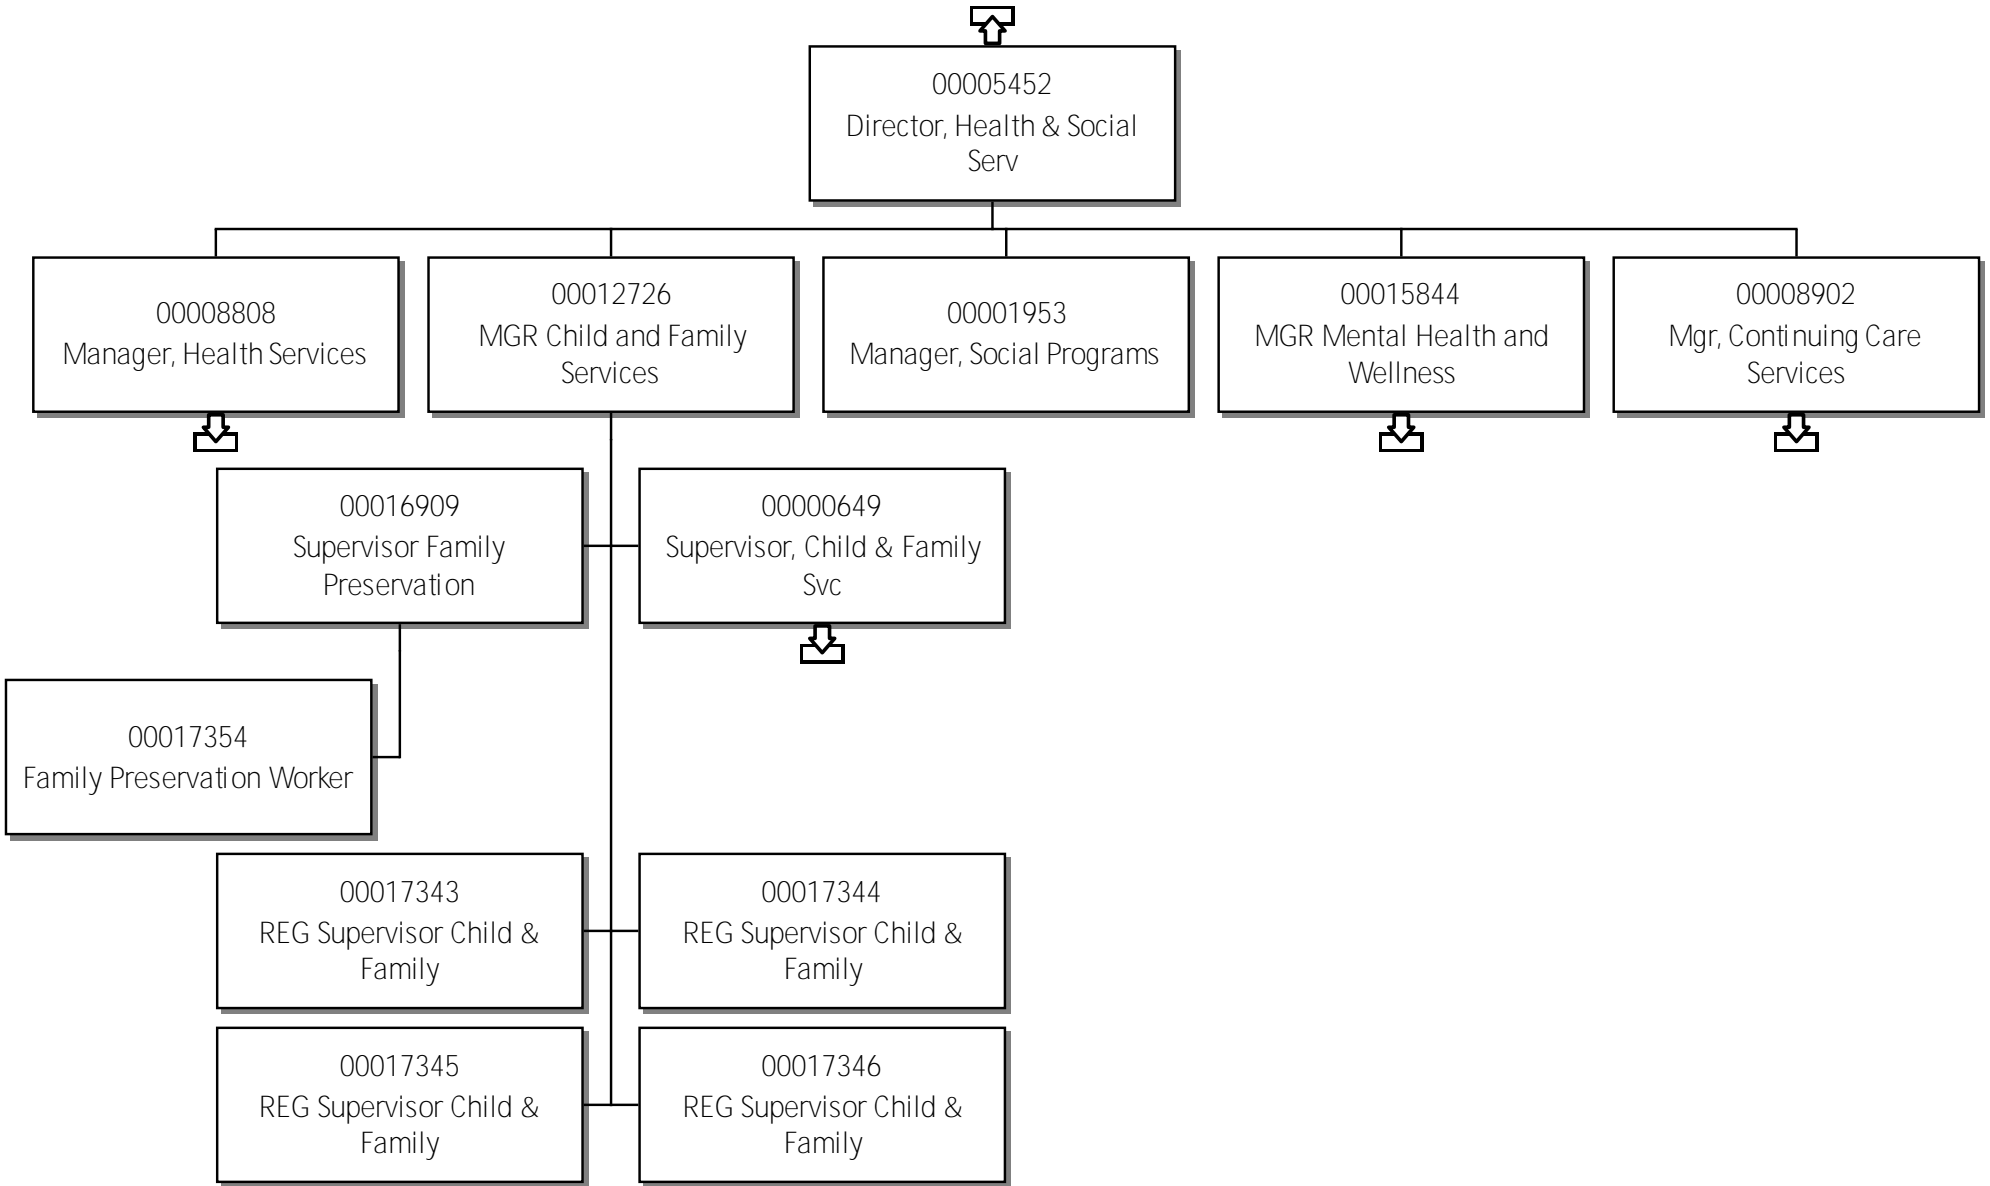 00005452
Director, Health & Social
Serv
00008808
Manager, Health Services
00012726
MGR Child and Family
Services
00001953
Manager, Social Programs
00015844
MGR Mental Health and
Wellness
00008902
Mgr, Continuing Care
Services
00016909
Supervisor Family
Preservation
00000649
Supervisor, Child & Family
Svc
00017354
Family Preservation Worker
00017343
REG Supervisor Child &
Family
00017344
REG Supervisor Child &
Family
00017345
REG Supervisor Child &
Family
00017346
REG Supervisor Child &
Family